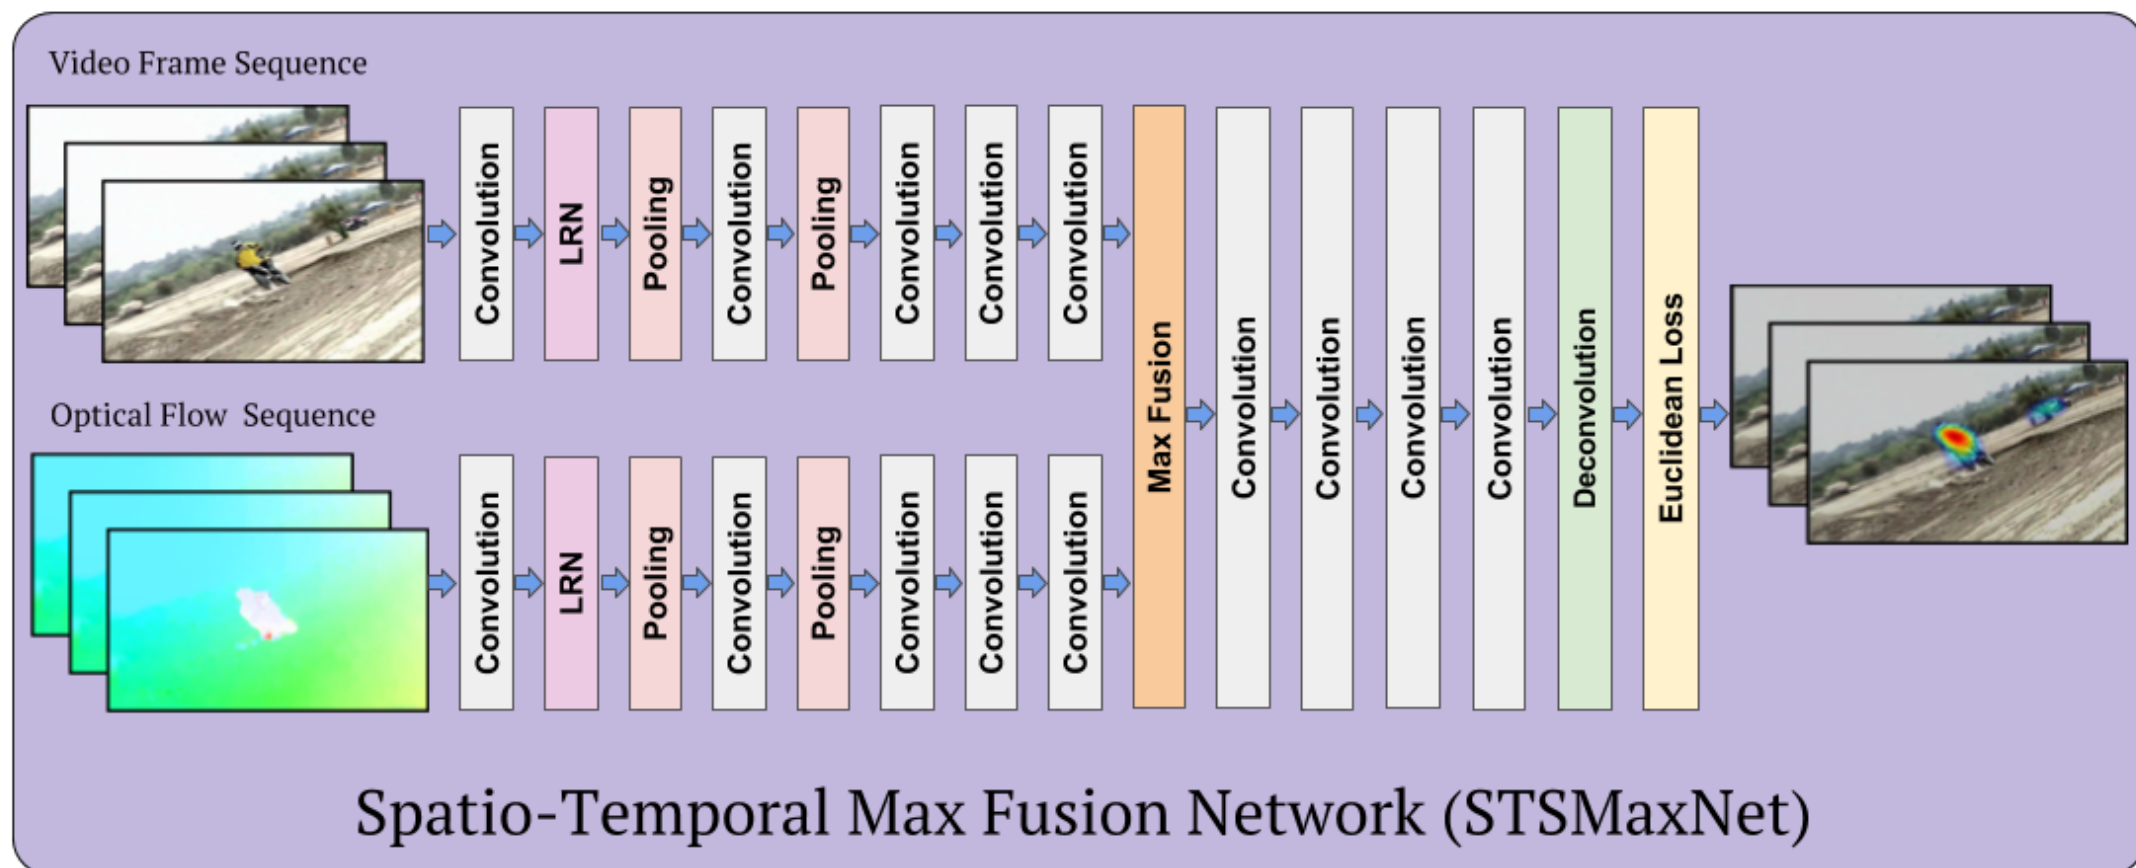 Video Frame Sequence
Convolution
LRN
Pooling
Convolution
Pooling
Convolution
Convolution
Convolution
Optical Flow Sequence
Convolution
LRN
Pooling
Convolution
Pooling
Convolution
Convolution
Convolution
Max Fusion
Convolution
Convolution
Convolution
Convolution
Deconvolution
Euclidean Loss
Spatio-Temporal Max Fusion Network (STSMaxNet)